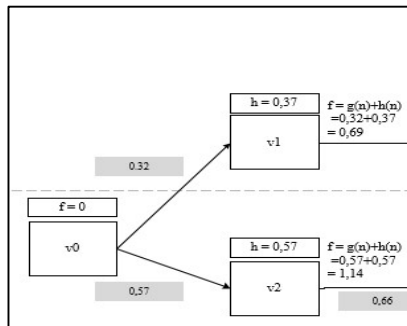 h = 0,37
f = g(n)+h(n)
=0,32+0,37
= 0,69
v1
0.32
f = 0
v0
h = 0,57
f = g(n)+h(n)
=0,57+0,57
= 1,14
v2
0,57
0,66